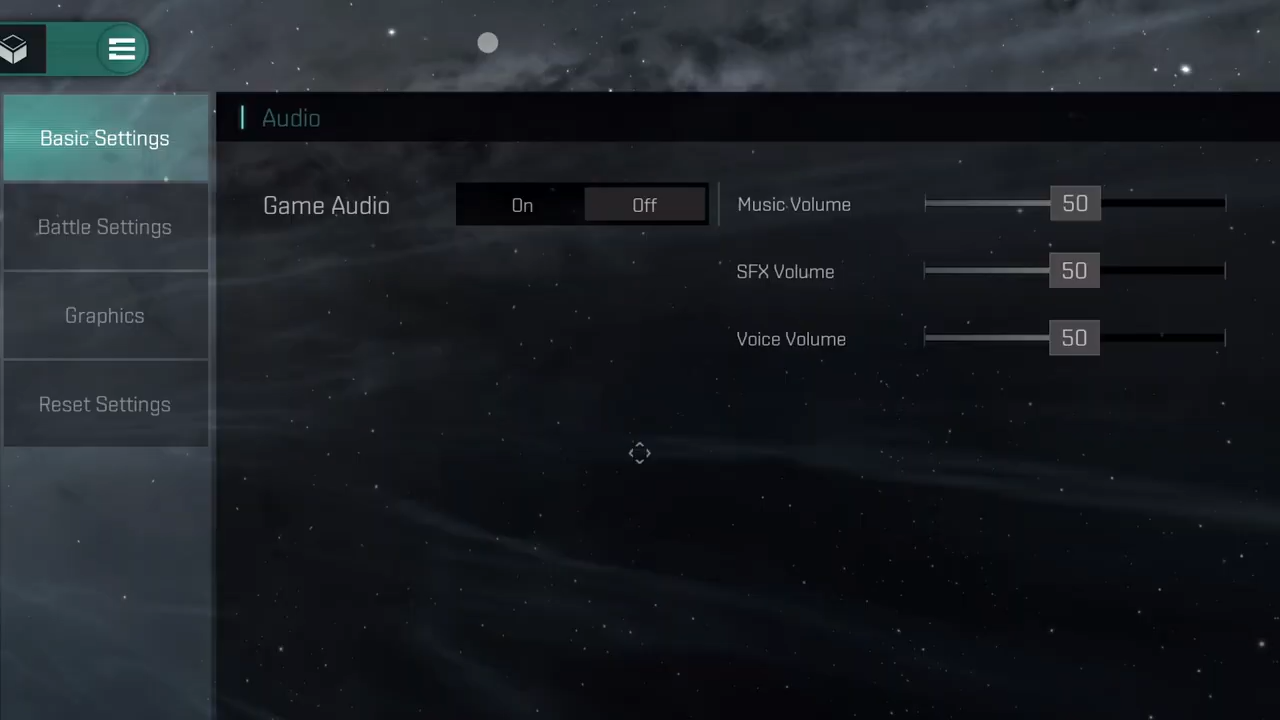 Basic Settings
Battle Settings
Graphics
Reset Settings
Audio
Game Audio
On
Off
Music Volume
50
SFX Volume
50
Voice Volume
50